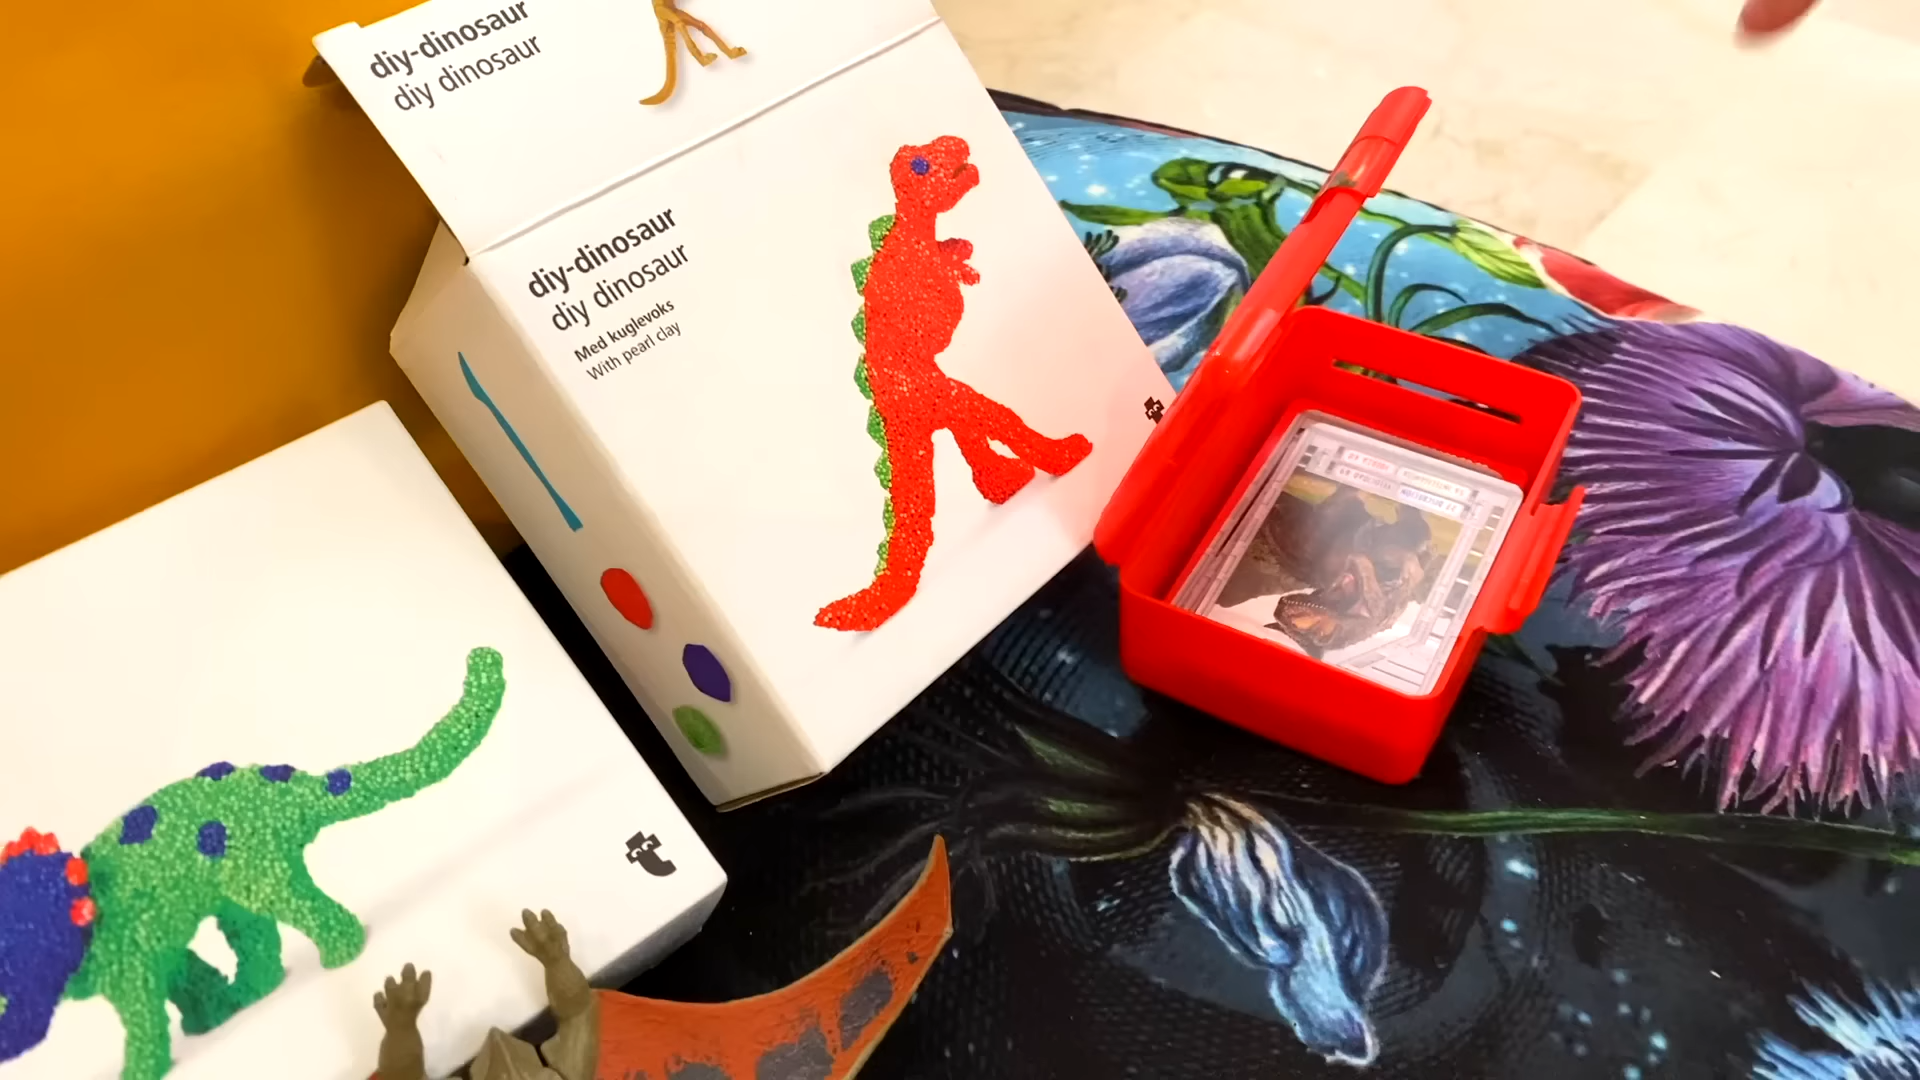 diy-dinosaur
diy dinosaur
diy-dinosaur
diy dinosaur
Med kuglevoks
With pearl clay